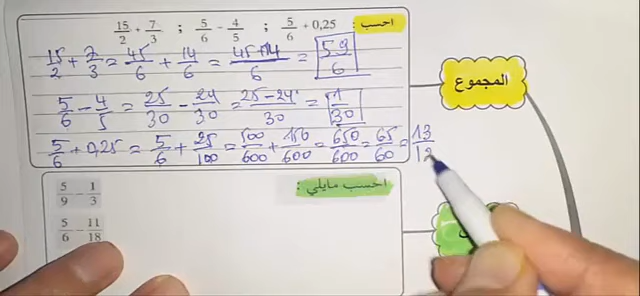 احسب : 5/6 + 0,25 ; 5/6 - 4/5 ; 15/2 + 7/3
15/2 + 7/3 = 45/6 + 14/6 = 45+14/6 = 59/6
5/6 - 4/5 = 25/30 - 24/30 = 25-24/30 = 1/30
5/6 + 0,25 = 5/6 + 25/100 = 500/600 + 150/600 = 650/600 = 65/60 = 13/12
المجموع
احسب مايلي :
5/9 - 1/3
5/6 - 11/18